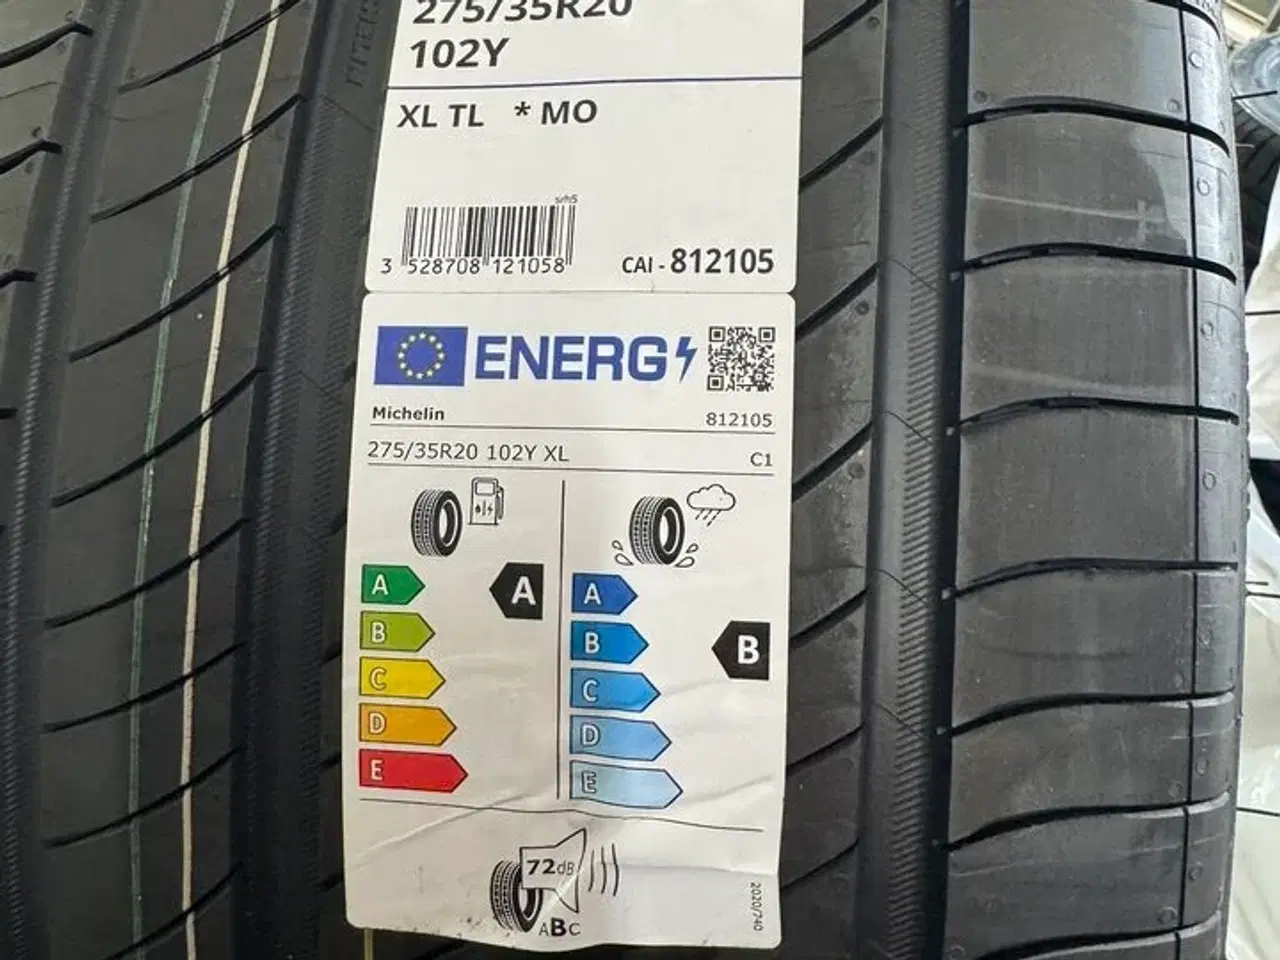 275/35R20
102Y
XL TL * MO
3 528708 121058
CAI - 812105
ENERG
Michelin 812105
275/35R20 102Y XL C1
A A A
B B B
C C
D D
E E
72dB
ABC
2020/740